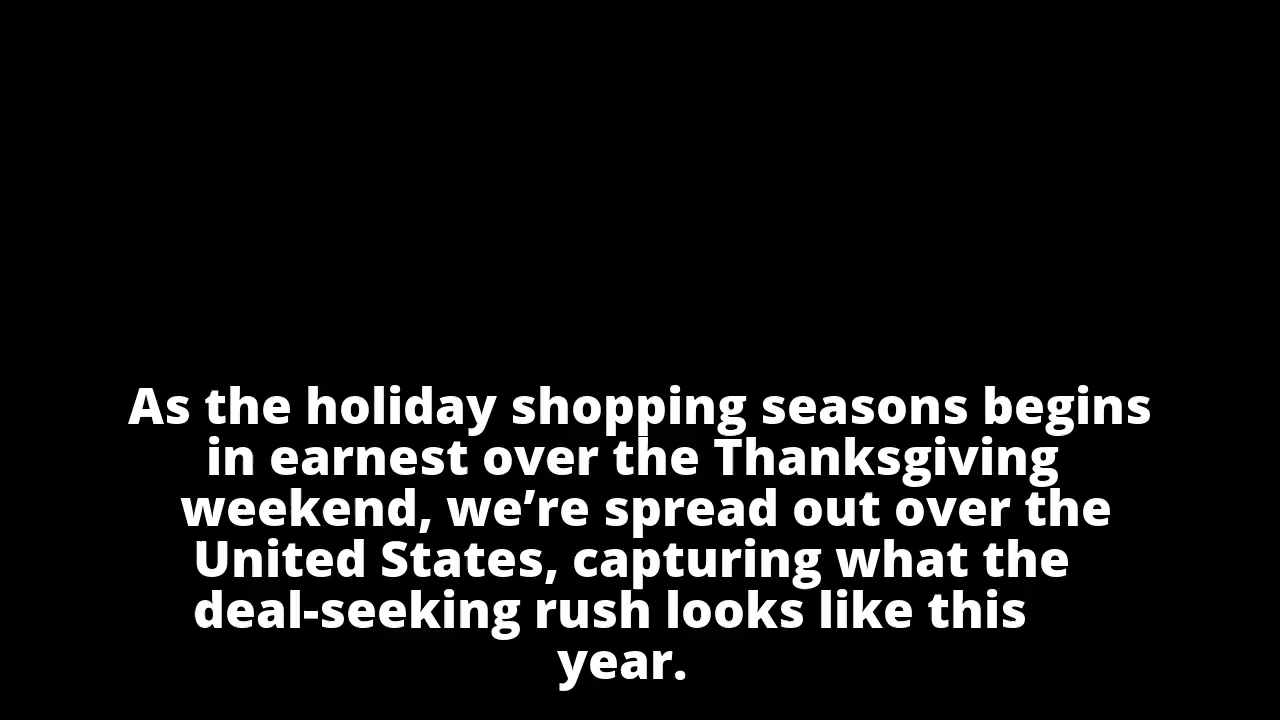 As the holiday shopping seasons begins
in earnest over the Thanksgiving
weekend, we’re spread out over the
United States, capturing what the
deal-seeking rush looks like this
year.